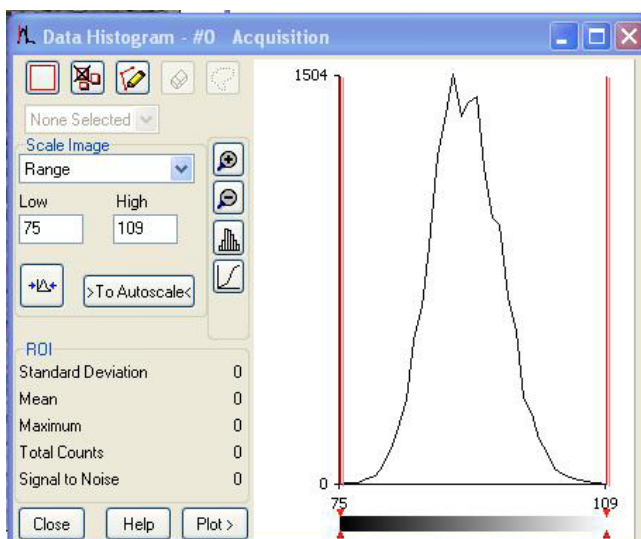 Data Histogram - #0 Acquisition
None Selected
Scale Image
Range
Low High
75 109
>To Autoscale<
ROI
Standard Deviation 0
Mean 0
Maximum 0
Total Counts 0
Signal to Noise 0
Close Help Plot >
1504
0
75 109